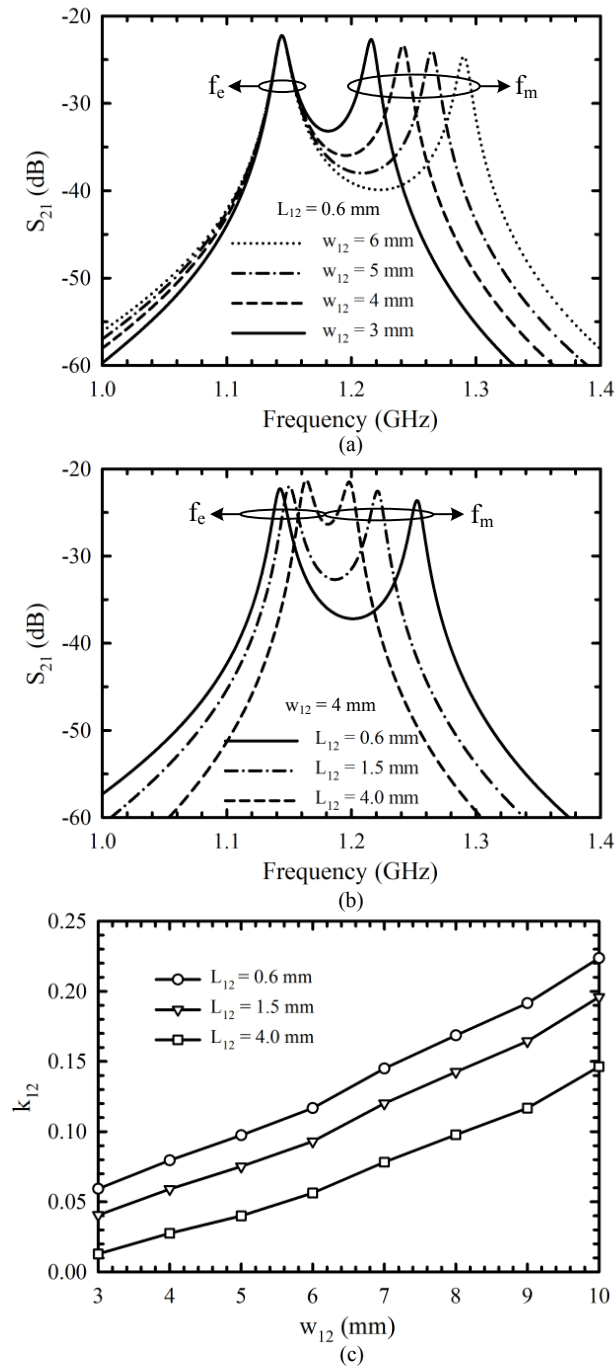 -20
-30
-40
-50
-60
S21 (dB)
fe
fm
L12 = 0.6 mm
w12 = 6 mm
w12 = 5 mm
w12 = 4 mm
w12 = 3 mm
1.0 1.1 1.2 1.3 1.4
Frequency (GHz)
(a)
-20
-30
-40
-50
-60
S21 (dB)
fe
fm
w12 = 4 mm
L12 = 0.6 mm
L12 = 1.5 mm
L12 = 4.0 mm
1.0 1.1 1.2 1.3 1.4
Frequency (GHz)
(b)
0.25
0.20
0.15
0.10
0.05
0.00
k12
L12 = 0.6 mm
L12 = 1.5 mm
L12 = 4.0 mm
3 4 5 6 7 8 9 10
w12 (mm)
(c)